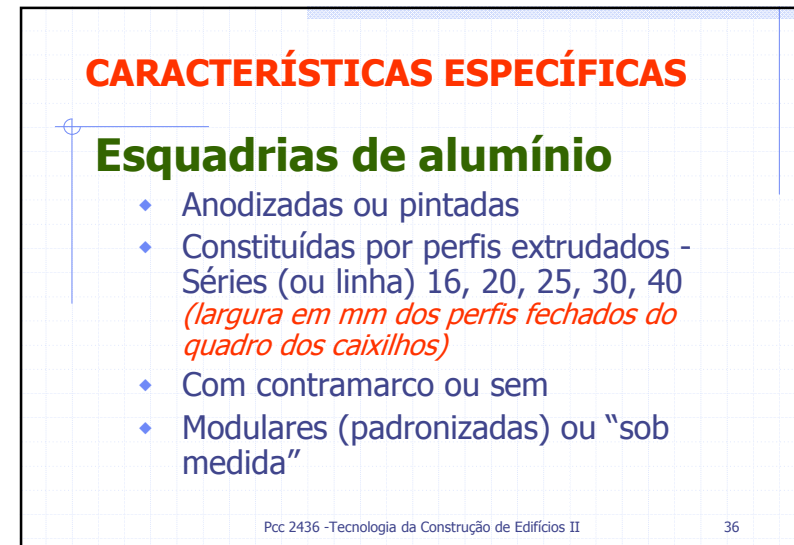 CARACTERÍSTICAS ESPECÍFICAS
Esquadrias de alumínio
Anodizadas ou pintadas
Constituídas por perfis extrudados -
Séries (ou linha) 16, 20, 25, 30, 40
(largura em mm dos perfis fechados do
quadro dos caixilhos)
Com contramarco ou sem
Modulares (padronizadas) ou “sob
medida”
Pcc 2436 -Tecnologia da Construção de Edifícios II 36